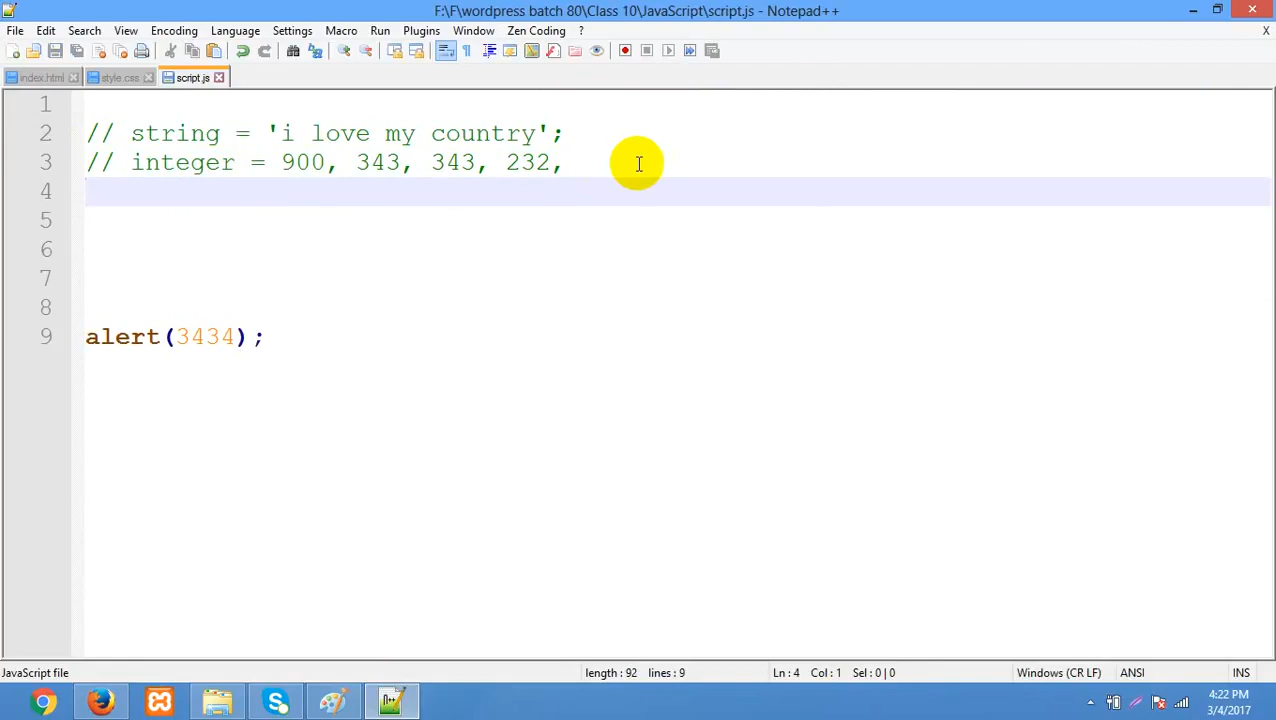 F:\F\wordpress batch 80\Class 10\JavaScript\script.js - Notepad++
File Edit Search View Encoding Language Settings Macro Run Plugins Window Zen Coding ? X
index.html style.css script.js
1
2 // string = 'i love my country';
3 // integer = 900, 343, 343, 232,
4
5
6
7
8
9 alert(3434);
JavaScript file length : 92 lines : 9 Ln : 4 Col : 1 Sel : 0 | 0 Windows (CR LF) ANSI INS
4:22 PM
3/4/2017